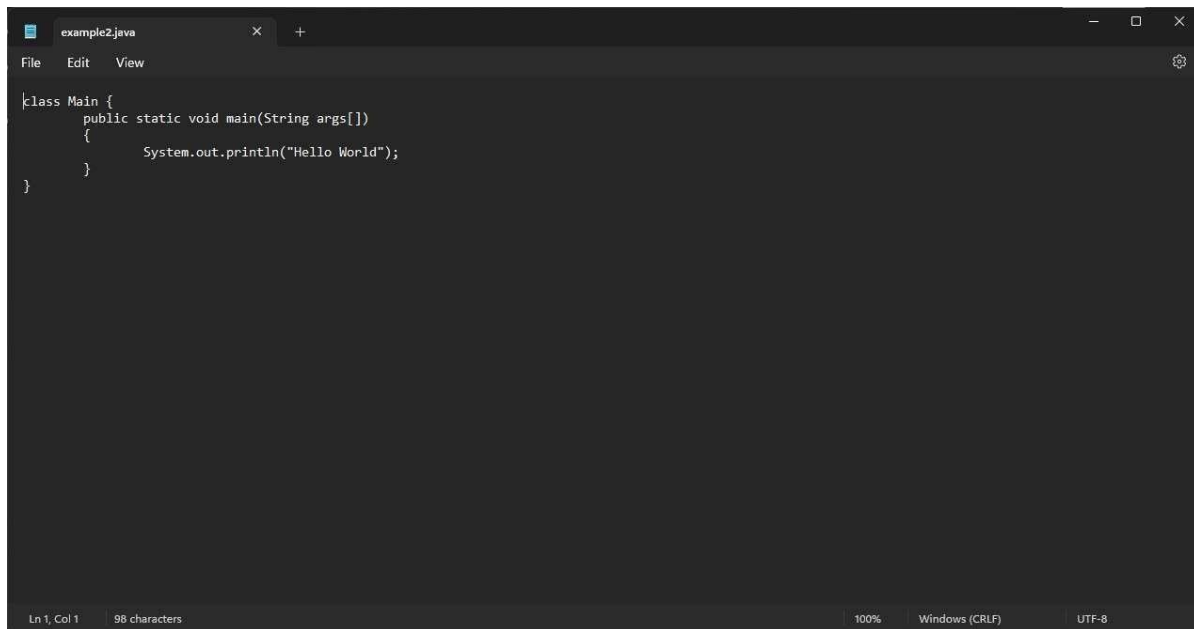 example2.java
File Edit View
class Main {
public static void main(String args[])
{
System.out.println("Hello World");
}
}
Ln 1, Col 1 98 characters 100% Windows (CRLF) UTF-8